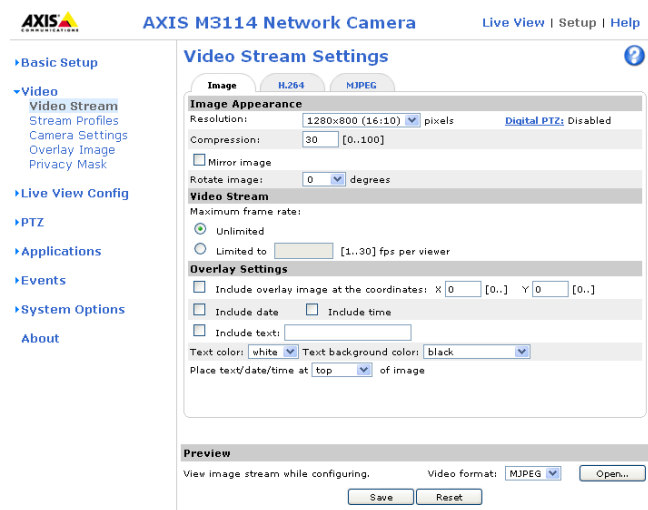 AXIS
COMMUNICATIONS
AXIS M3114 Network Camera
Live View | Setup | Help
Basic Setup
Video
Video Stream
Stream Profiles
Camera Settings
Overlay Image
Privacy Mask
Live View Config
PTZ
Applications
Events
System Options
About
Video Stream Settings
?
Image H.264 MJPEG
Image Appearance
Resolution: 1280x800 (16:10) pixels Digital PTZ: Disabled
Compression: 30 [0..100]
Mirror image
Rotate image: 0 degrees
Video Stream
Maximum frame rate:
Unlimited
Limited to [1..30] fps per viewer
Overlay Settings
Include overlay image at the coordinates: X 0 [0..] Y 0 [0..]
Include date Include time
Include text:
Text color: white Text background color: black
Place text/date/time at top of image
Preview
View image stream while configuring. Video format: MJPEG Open...
Save Reset